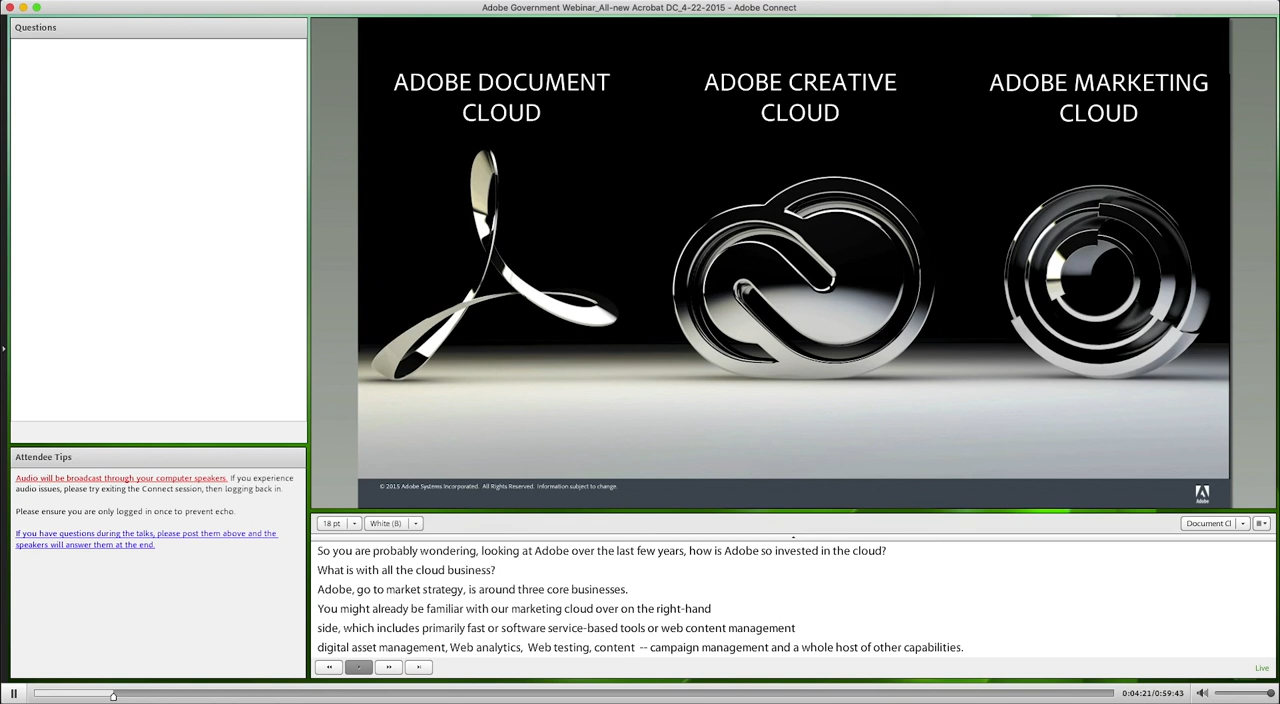 Adobe Government Webinar_All-new Acrobat DC_4-22-2015 - Adobe Connect
Questions
ADOBE DOCUMENT
CLOUD
ADOBE CREATIVE
CLOUD
ADOBE MARKETING
CLOUD
© 2015 Adobe Systems Incorporated. All Rights Reserved. Information subject to change.
Adobe
Attendee Tips
Audio will be broadcast through your computer speakers. If you experience
audio issues, please try exiting the Connect session, then logging back in.
Please ensure you are only logged in once to prevent echo.
If you have questions during the talks, please post them above and the
speakers will answer them at the end.
18 pt
White (B)
Document Cl
So you are probably wondering, looking at Adobe over the last few years, how is Adobe so invested in the cloud?
What is with all the cloud business?
Adobe, go to market strategy, is around three core businesses.
You might already be familiar with our marketing cloud over on the right-hand
side, which includes primarily fast or software service-based tools or web content management
digital asset management, Web analytics, Web testing, content -- campaign management and a whole host of other capabilities.
Live
0:04:21/0:59:43